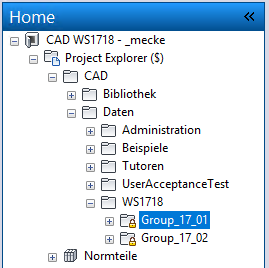 Home
CAD WS1718 - _mecke
Project Explorer ($)
CAD
Bibliothek
Daten
Administration
Beispiele
Tutoren
UserAcceptanceTest
WS1718
Group_17_01
Group_17_02
Normteile